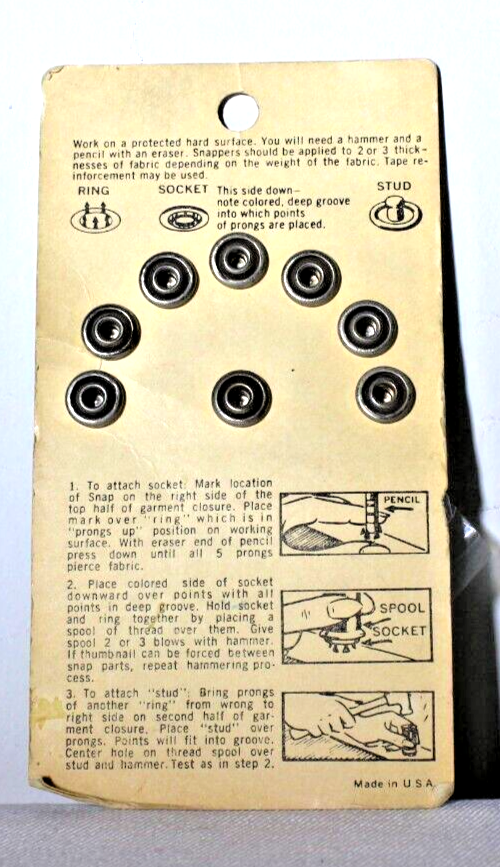 Work on a protected hard surface. You will need a hammer and a
pencil with an eraser. Snappers should be applied to 2 or 3 thick-
nesses of fabric depending on the weight of the fabric. Tape re-
inforcement may be used.
RING
SOCKET
This side down-
note colored, deep groove
into which points
of prongs are placed.
STUD
1. To attach socket: Mark location
of Snap on the right side of the
top half of garment closure. Place
mark over "ring" which is in
"prongs up" position on working
surface. With eraser end of pencil
press down until all 5 prongs
pierce fabric.
PENCIL
2. Place colored side of socket
downward over points with all
points in deep groove. Hold socket
and ring together by placing a
spool of thread over them. Give
spool 2 or 3 blows with hammer.
If thumbnail can be forced between
snap parts, repeat hammering pro-
cess.
SPOOL
SOCKET
3. To attach "stud": Bring prongs
of another "ring" from wrong to
right side on second half of gar-
ment closure. Place "stud" over
prongs. Points will fit into groove.
Center hole on thread spool over
stud and hammer. Test as in step 2.
Made in U.S.A.